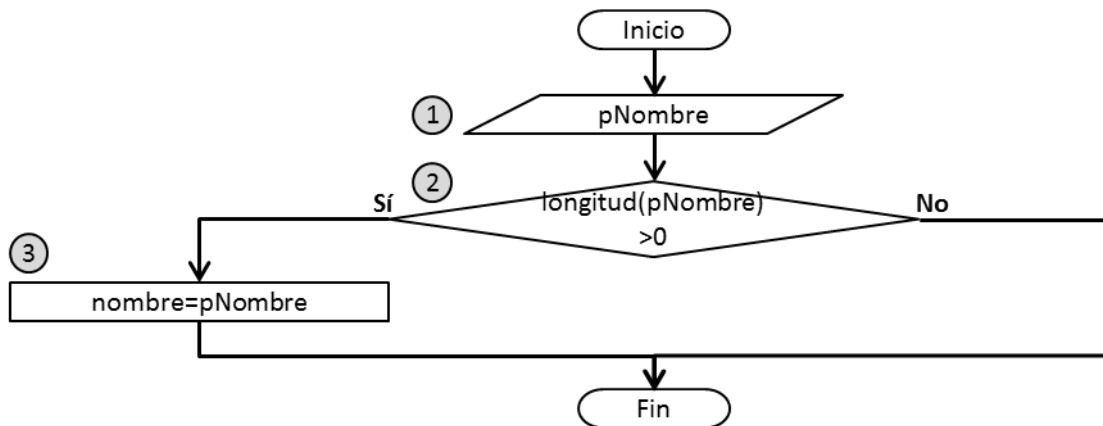 Inicio
1
pNombre
2
Sí
longitud(pNombre)
No
>0
3
nombre=pNombre
Fin